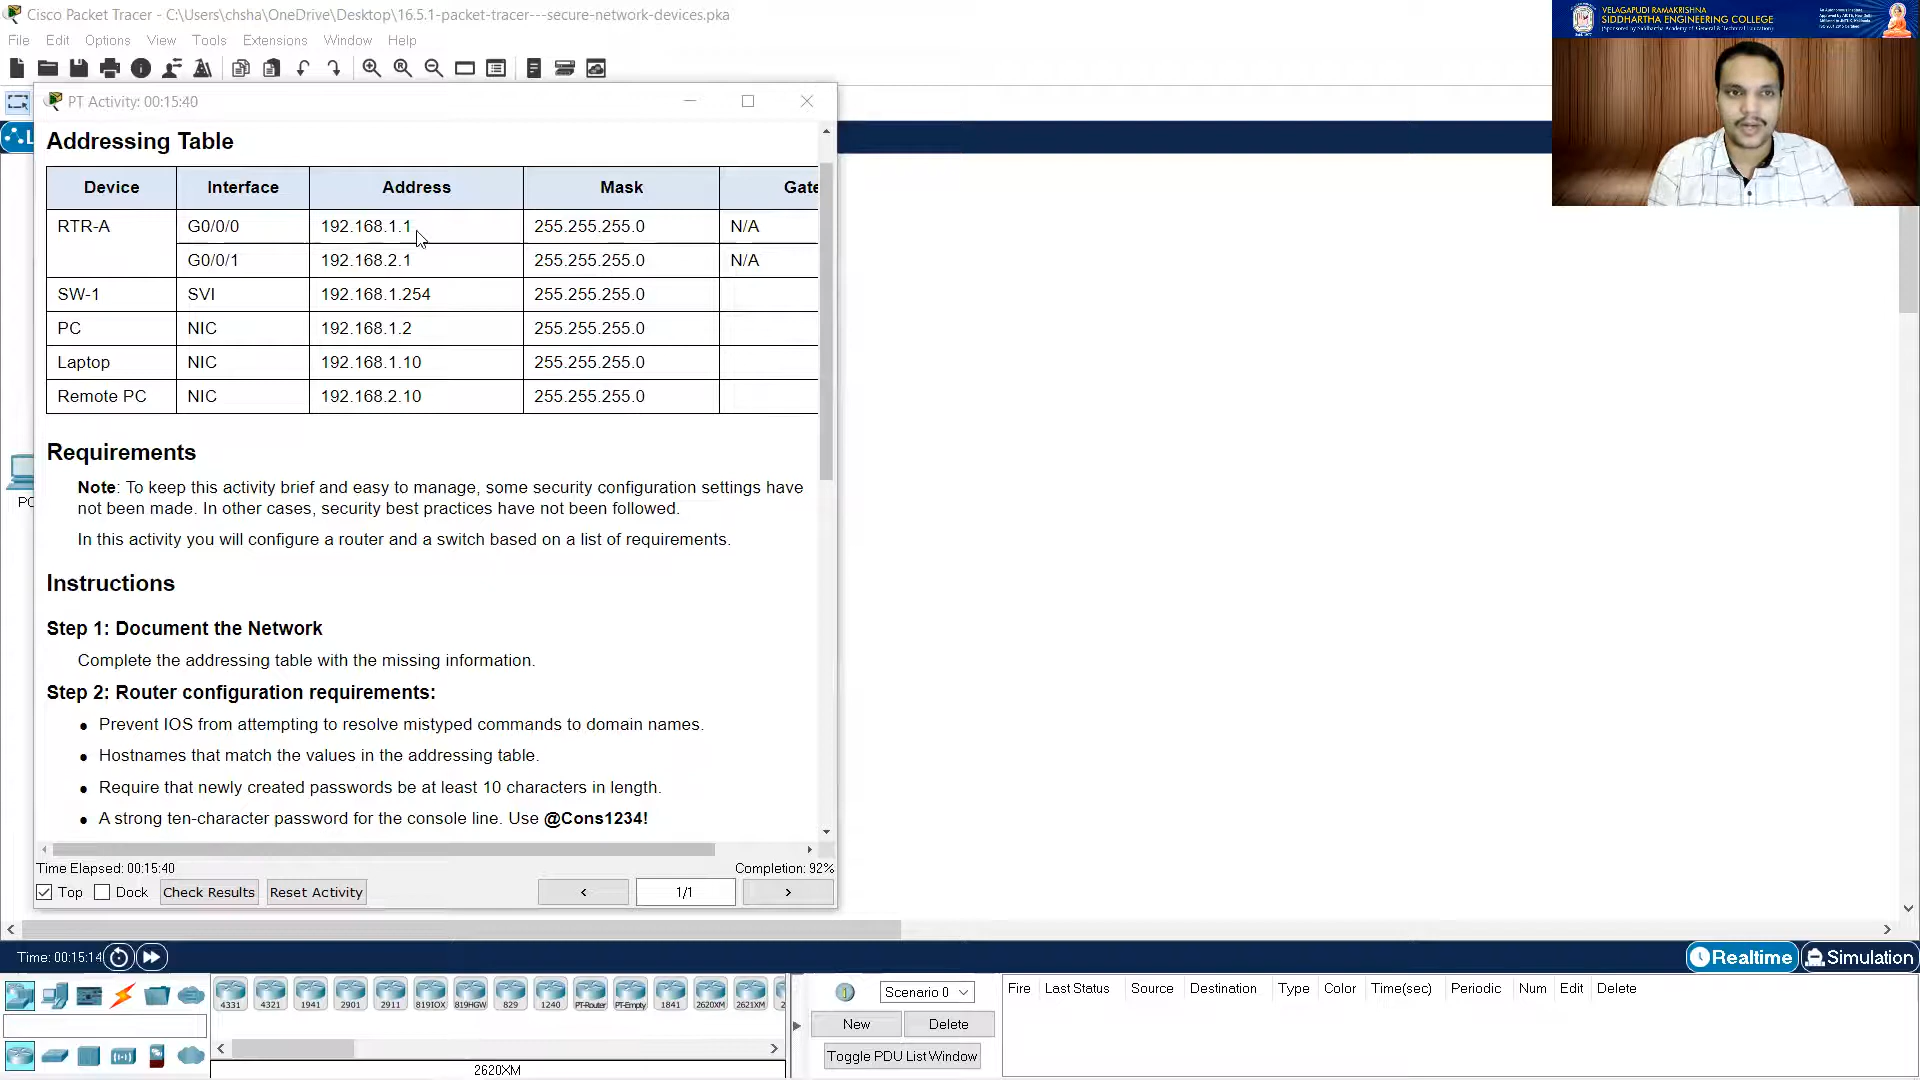 Cisco Packet Tracer - C:\Users\chsha\OneDrive\Desktop\16.5.1-packet-tracer---secure-network-devices.pka
File Edit Options View Tools Extensions Window Help
VELAGAPUDI RAMAKRISHNA
SIDDHARTHA ENGINEERING COLLEGE
PT Activity: 00:15:40
Addressing Table
Device Interface Address Mask Gate
RTR-A G0/0/0 192.168.1.1 255.255.255.0 N/A
G0/0/1 192.168.2.1 255.255.255.0 N/A
SW-1 SVI 192.168.1.254 255.255.255.0
PC NIC 192.168.1.2 255.255.255.0
Laptop NIC 192.168.1.10 255.255.255.0
Remote PC NIC 192.168.2.10 255.255.255.0
Requirements
Note: To keep this activity brief and easy to manage, some security configuration settings have
not been made. In other cases, security best practices have not been followed.
In this activity you will configure a router and a switch based on a list of requirements.
Instructions
Step 1: Document the Network
Complete the addressing table with the missing information.
Step 2: Router configuration requirements:
● Prevent IOS from attempting to resolve mistyped commands to domain names.
● Hostnames that match the values in the addressing table.
● Require that newly created passwords be at least 10 characters in length.
● A strong ten-character password for the console line. Use @Cons1234!
Time Elapsed: 00:15:40 Completion: 92%
Top Dock Check Results Reset Activity < 1/1 >
Time: 00:15:14 Realtime Simulation
4331 4321 1941 2901 2911 819IOX 819HGW 829 1240 PT-Router PT-Empty 1841 2620XM 2621XM
Scenario 0
New Delete
Toggle PDU List Window
Fire Last Status Source Destination Type Color Time(sec) Periodic Num Edit Delete
2620XM